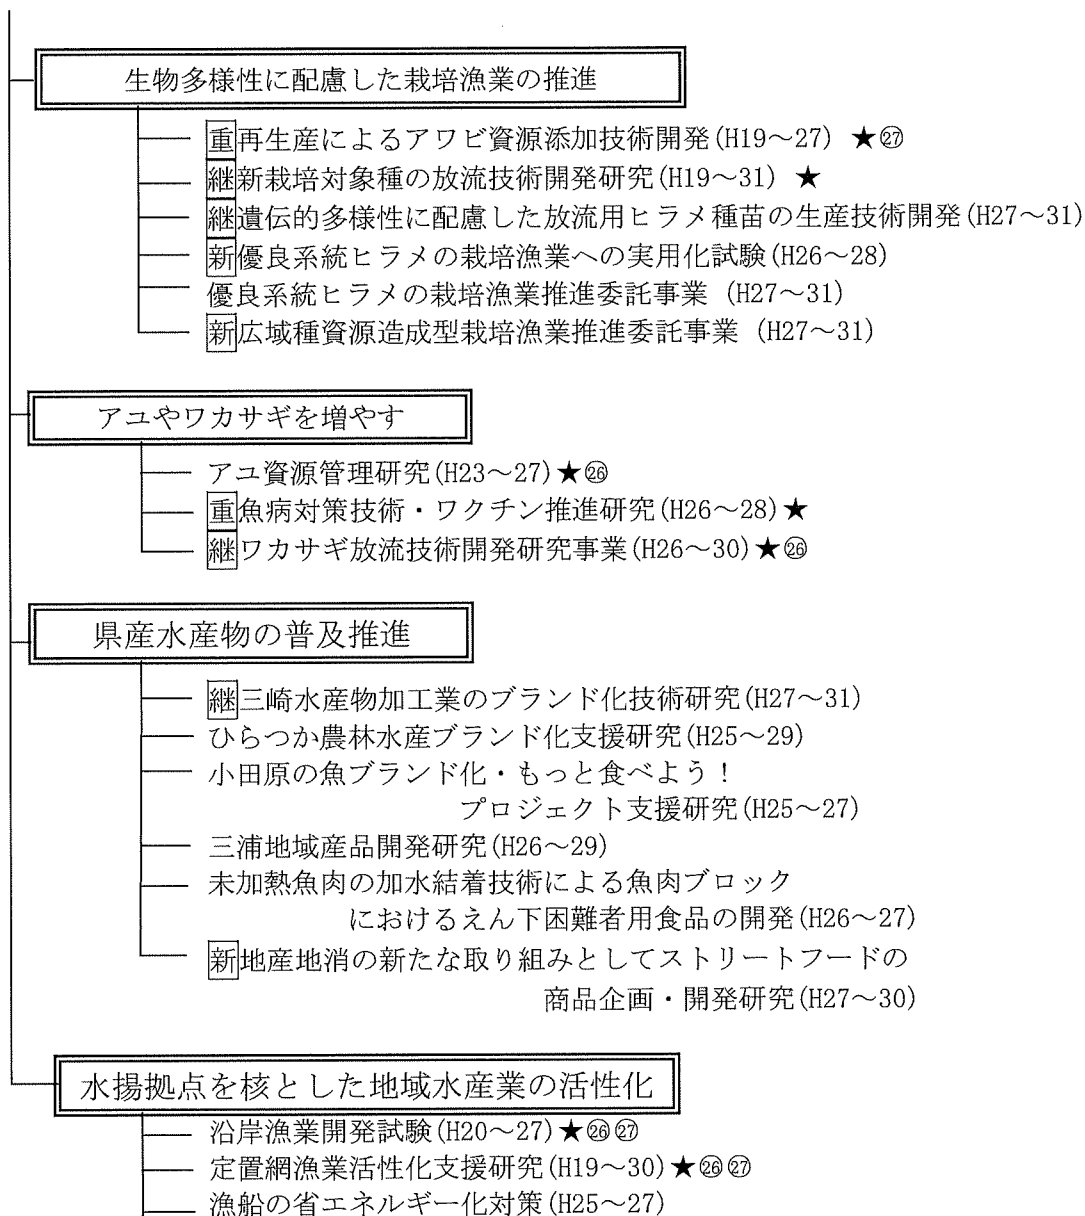 生物多様性に配慮した栽培漁業の推進
重再生産によるアワビ資源添加技術開発(H19～27) ★㉗
継新栽培対象種の放流技術開発研究(H19～31) ★
継遺伝的多様性に配慮した放流用ヒラメ種苗の生産技術開発(H27～31)
新優良系統ヒラメの栽培漁業への実用化試験(H26～28)
優良系統ヒラメの栽培漁業推進委託事業 (H27～31)
新広域種資源造成型栽培漁業推進委託事業 (H27～31)
アユやワカサギを増やす
アユ資源管理研究(H23～27)★㉖
重魚病対策技術・ワクチン推進研究(H26～28)★
継ワカサギ放流技術開発研究事業(H26～30)★㉖
県産水産物の普及推進
継三崎水産物加工業のブランド化技術研究(H27～31)
ひらつか農林水産ブランド化支援研究(H25～29)
小田原の魚ブランド化・もっと食べよう！
プロジェクト支援研究(H25～27)
三浦地域産品開発研究(H26～29)
未加熱魚肉の加水結着技術による魚肉ブロック
におけるえん下困難者用食品の開発(H26～27)
新地産地消の新たな取り組みとしてストリートフードの
商品企画・開発研究(H27～30)
水揚拠点を核とした地域水産業の活性化
沿岸漁業開発試験(H20～27)★㉖㉗
定置網漁業活性化支援研究(H19～30)★㉖㉗
漁船の省エネルギー化対策(H25～27)